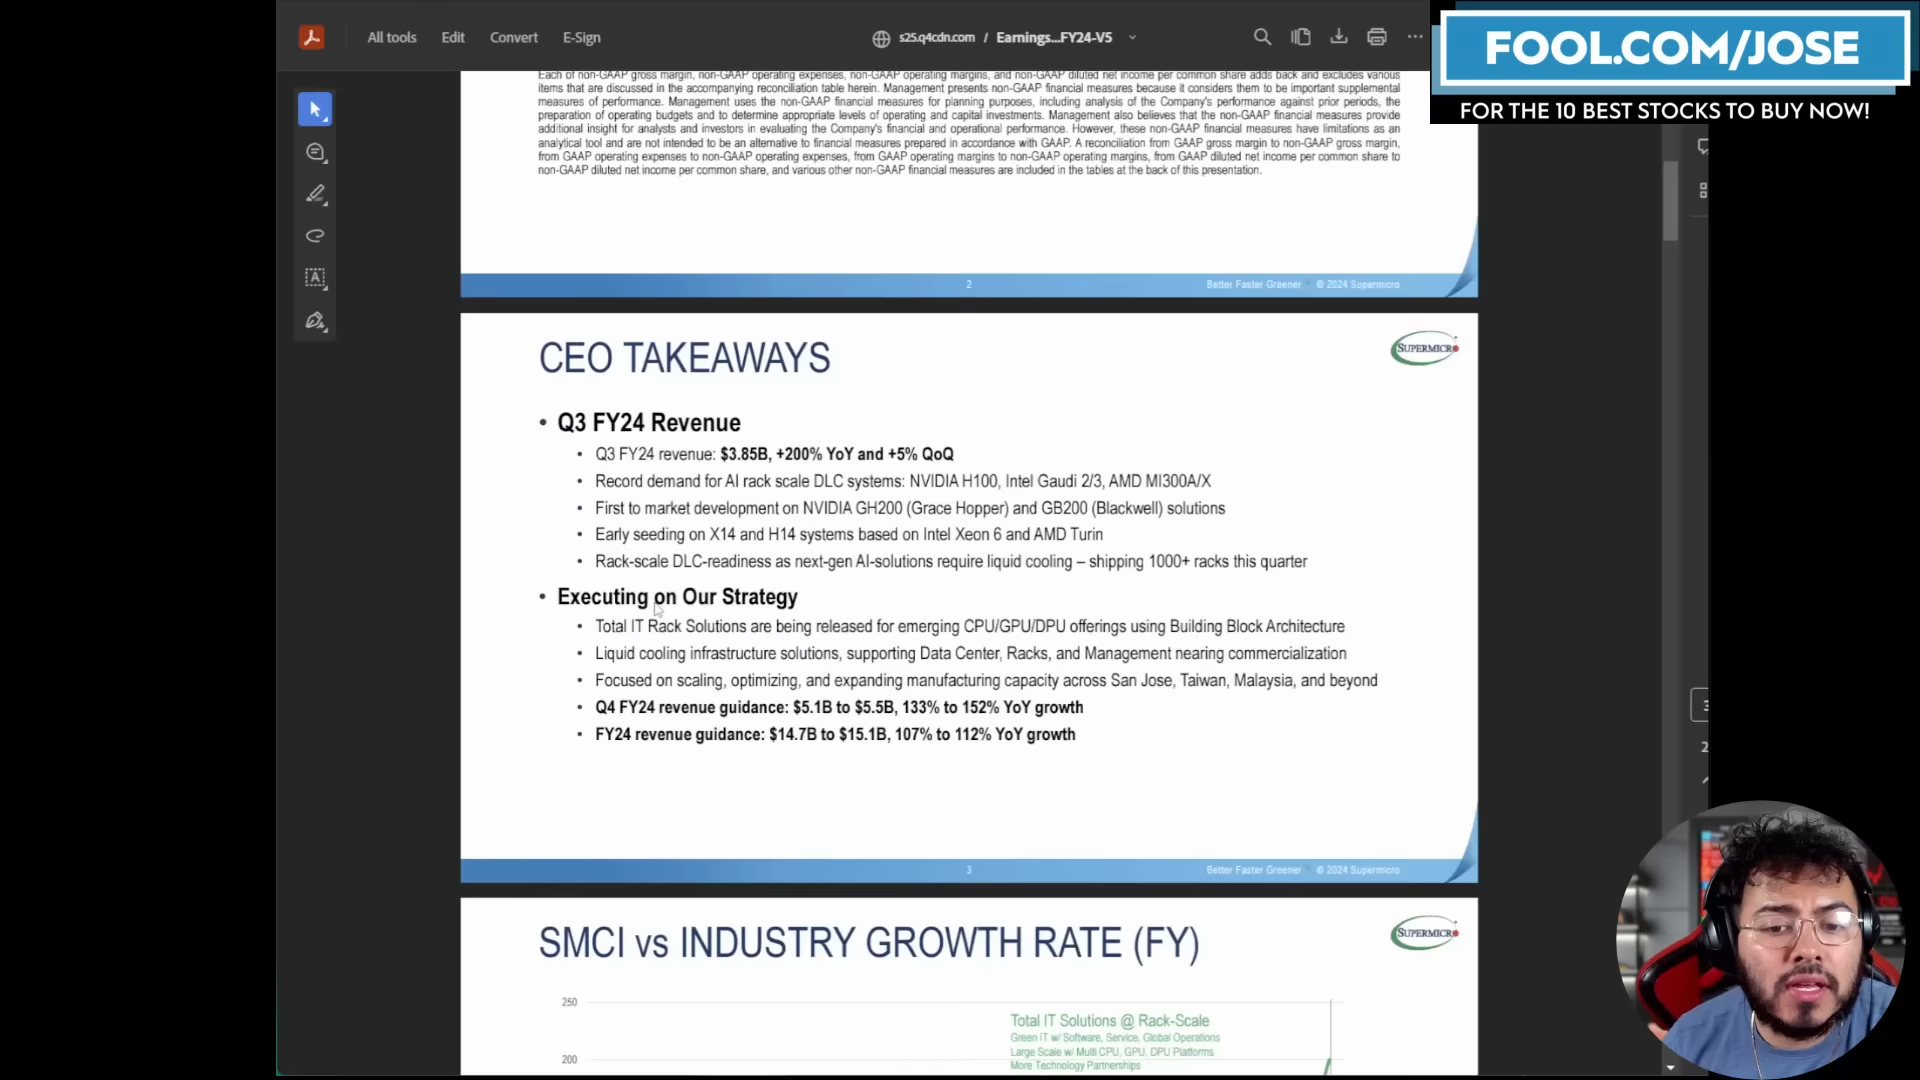 All tools Edit Convert E-Sign s25.q4cdn.com / Earnings...FY24-V5
FOOL.COM/JOSE
FOR THE 10 BEST STOCKS TO BUY NOW!
Each of non-GAAP gross margin, non-GAAP operating expenses, non-GAAP operating margins, and non-GAAP diluted net income per common share adds back and excludes various
items that are discussed in the accompanying reconciliation table herein. Management presents non-GAAP financial measures because it considers them to be important supplemental
measures of performance. Management uses the non-GAAP financial measures for planning purposes, including analysis of the Company's performance against prior periods, the
preparation of operating budgets and to determine appropriate levels of operating and capital investments. Management also believes that the non-GAAP financial measures provide
additional insight for analysts and investors in evaluating the Company's financial and operational performance. However, these non-GAAP financial measures have limitations as an
analytical tool and are not intended to be an alternative to financial measures prepared in accordance with GAAP. A reconciliation from GAAP gross margin to non-GAAP gross margin,
from GAAP operating expenses to non-GAAP operating expenses, from GAAP operating margins to non-GAAP operating margins, from GAAP diluted net income per common share to
non-GAAP diluted net income per common share, and various other non-GAAP financial measures are included in the tables at the back of this presentation.
2 Better Faster Greener © 2024 Supermicro
CEO TAKEAWAYS
SUPERMICR
• Q3 FY24 Revenue
• Q3 FY24 revenue: $3.85B, +200% YoY and +5% QoQ
• Record demand for AI rack scale DLC systems: NVIDIA H100, Intel Gaudi 2/3, AMD MI300A/X
• First to market development on NVIDIA GH200 (Grace Hopper) and GB200 (Blackwell) solutions
• Early seeding on X14 and H14 systems based on Intel Xeon 6 and AMD Turin
• Rack-scale DLC-readiness as next-gen AI-solutions require liquid cooling – shipping 1000+ racks this quarter
• Executing on Our Strategy
• Total IT Rack Solutions are being released for emerging CPU/GPU/DPU offerings using Building Block Architecture
• Liquid cooling infrastructure solutions, supporting Data Center, Racks, and Management nearing commercialization
• Focused on scaling, optimizing, and expanding manufacturing capacity across San Jose, Taiwan, Malaysia, and beyond
• Q4 FY24 revenue guidance: $5.1B to $5.5B, 133% to 152% YoY growth
• FY24 revenue guidance: $14.7B to $15.1B, 107% to 112% YoY growth
3 Better Faster Greener © 2024 Supermicro
SMCI vs INDUSTRY GROWTH RATE (FY)
SUPERMICR
250
Total IT Solutions @ Rack-Scale
Green IT w/ Software, Service, Global Operations
Large Scale w/ Multi CPU, GPU, DPU Platforms
200
More Technology Partnerships